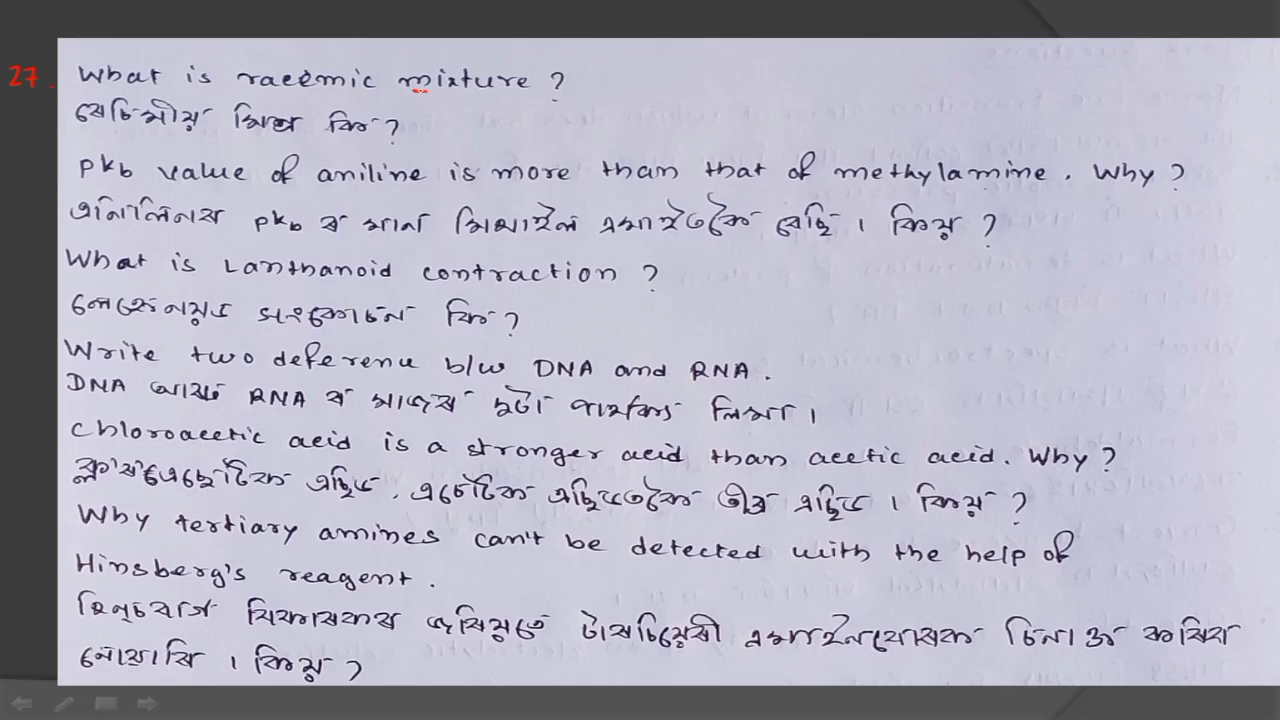 27. What is racemic mixture ?
ৰেচিমীয় মিশ্ৰ কি ?
pkb value of aniline is more than that of methylamine. Why ?
এনিলিনৰ pkb ৰ মান মিথাইল এমাইনতকৈ বেছি । কিয় ?
What is Lanthanoid contraction ?
লেন্থেনয়ড সংকোচন কি ?
Write two deference b/w DNA and RNA.
DNA আৰু RNA ৰ মাজৰ দুটা পাৰ্থক্য লিখা ।
Chloroacetic acid is a stronger acid than acetic acid. Why ?
এছিড, এচেটিক এছিডতকৈ তীব্ৰ এছিড । কিয় ?
Why tertiary amines can't be detected with the help of
Hinsberg's reagent.
বিকাৰকৰ জৰিয়তে টাৰচিয়েৰী এমাইনবোৰক চিনাক্ত কৰিব
নোৱাৰি । কিয় ?